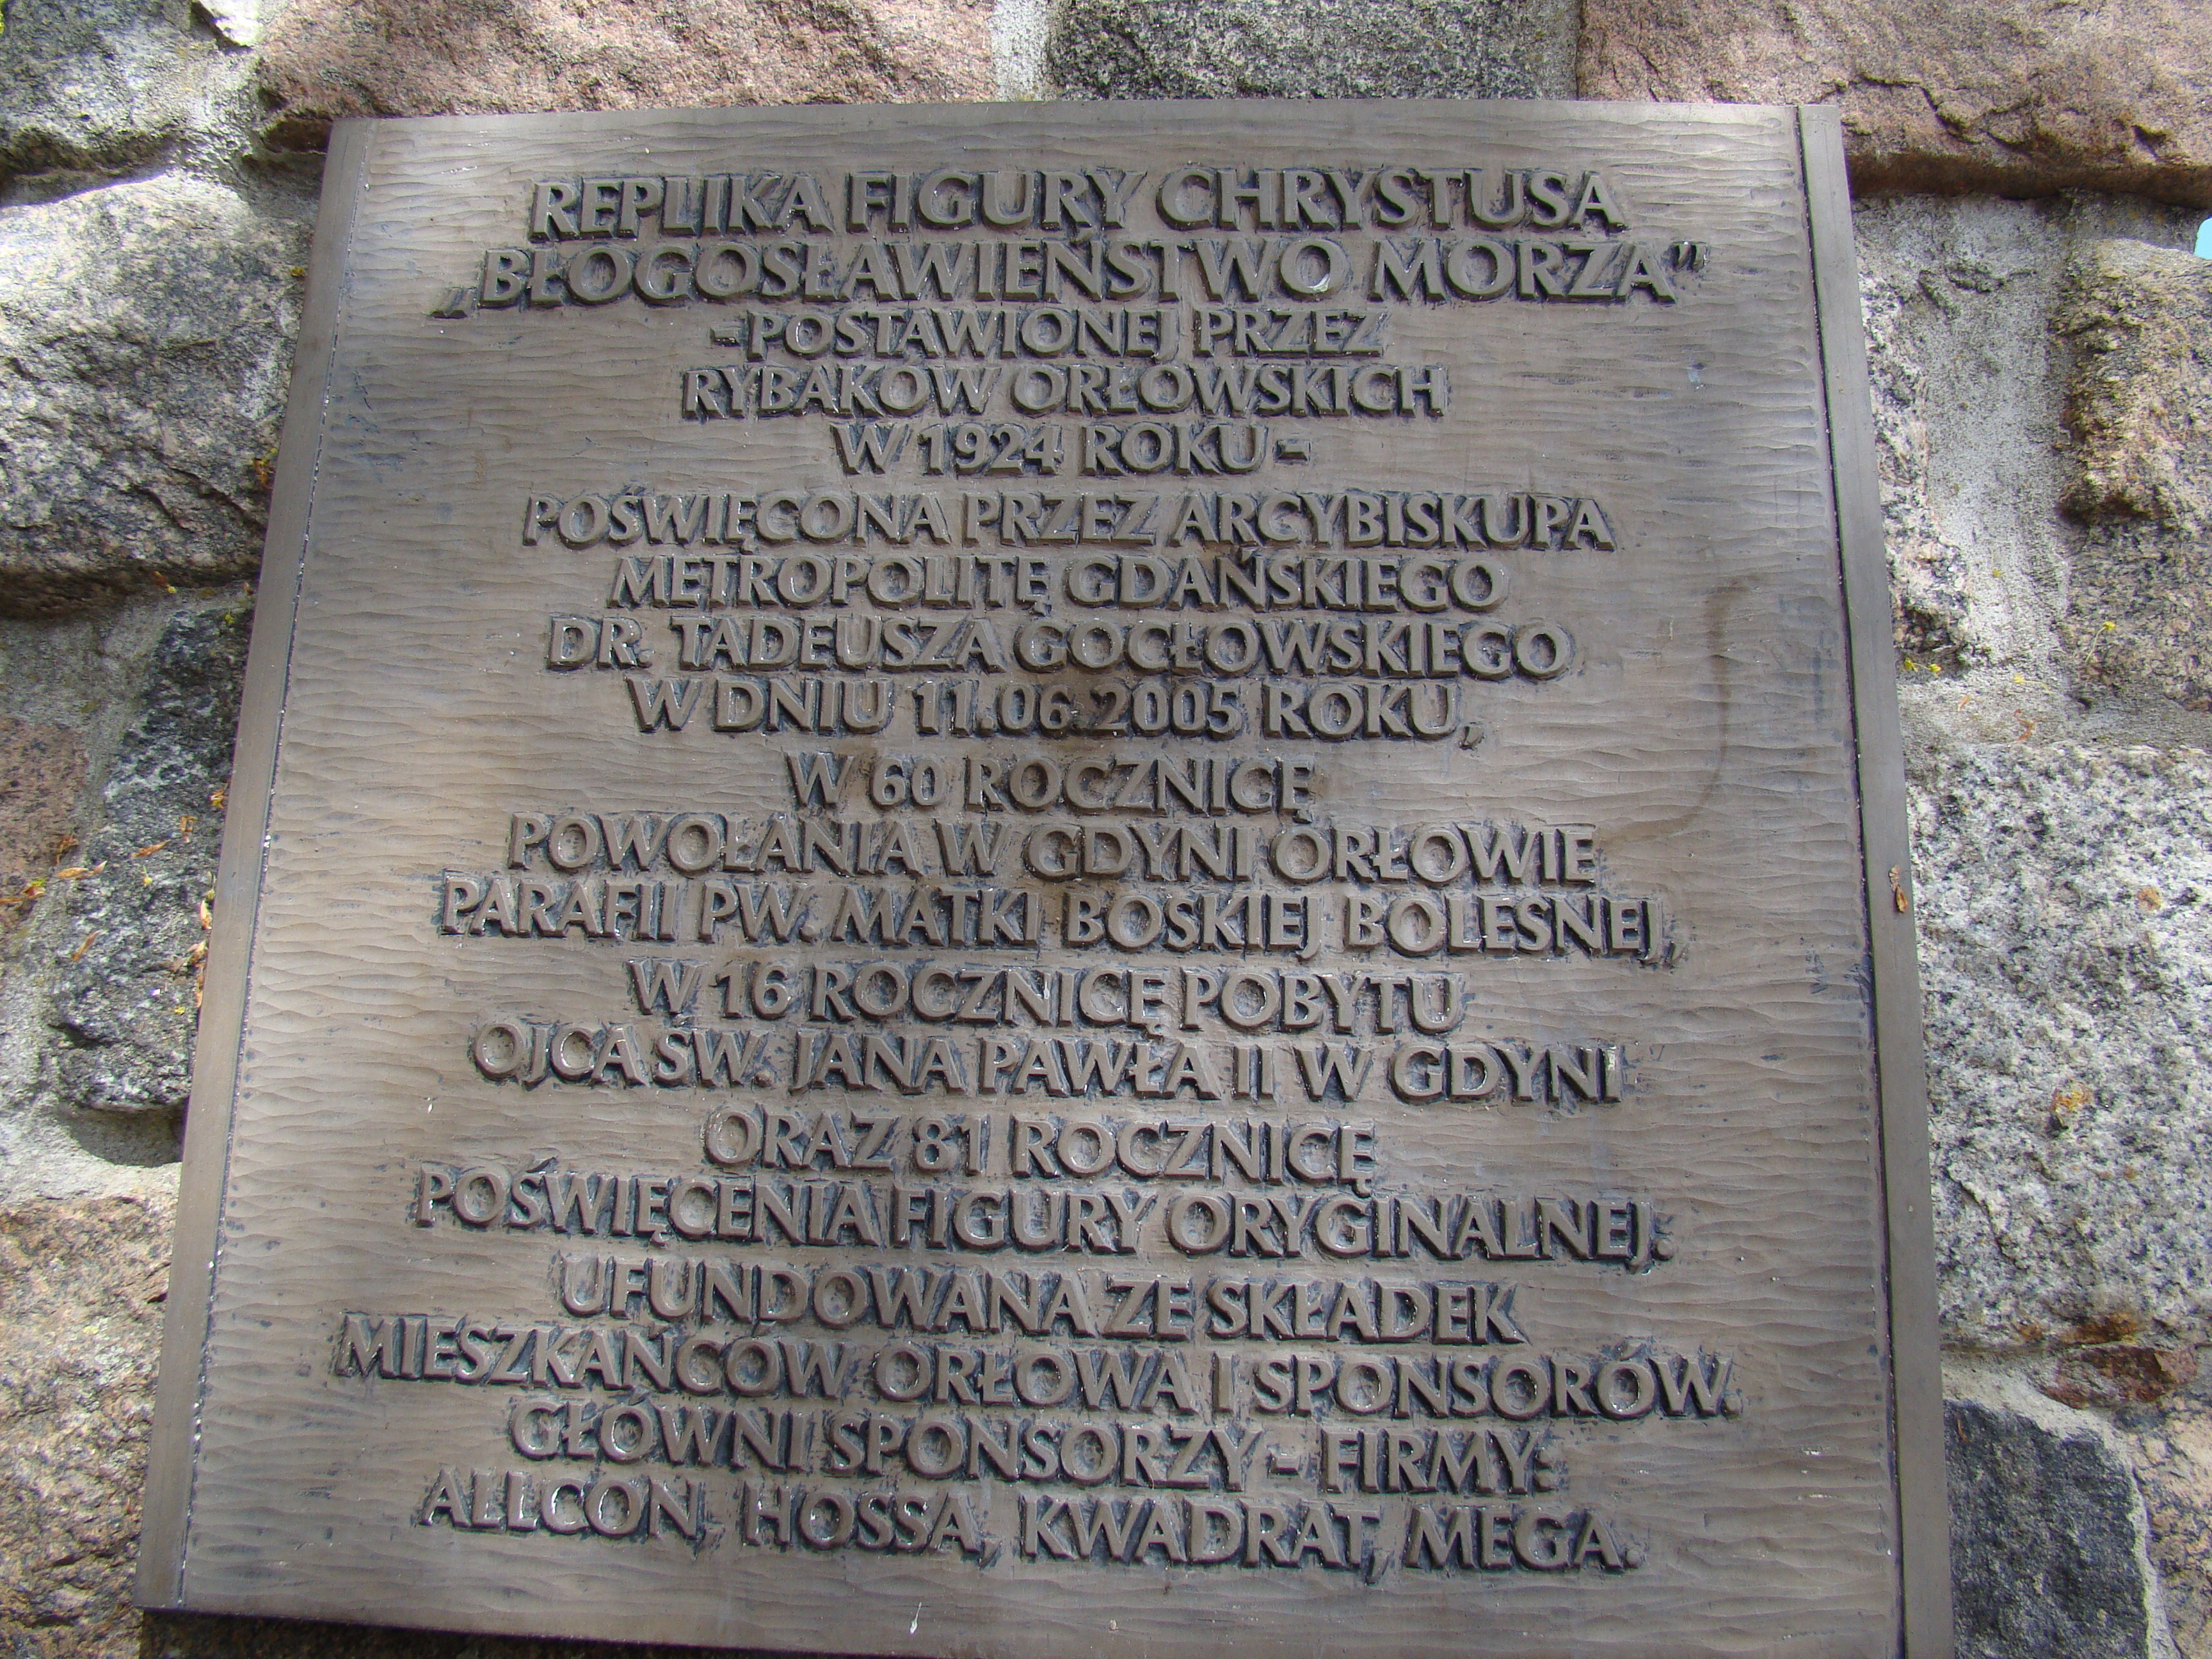 REPLIKA FIGURY CHRYSTUSA
„BŁOGOSŁAWIEŃSTWO MORZA"
- POSTAWIONEJ PRZEZ
RYBAKÓW ORŁOWSKICH
W 1924 ROKU -
POŚWIĘCONA PRZEZ ARCYBISKUPA
METROPOLITĘ GDAŃSKIEGO
DR. TADEUSZA GOCŁOWSKIEGO
W DNIU 11.06.2005 ROKU,
W 60 ROCZNICĘ
POWOŁANIA W GDYNI ORŁOWIE
PARAFII PW. MATKI BOSKIEJ BOLESNEJ,
W 16 ROCZNICĘ POBYTU
OJCA ŚW. JANA PAWŁA II W GDYNI
ORAZ 81 ROCZNICĘ
POŚWIĘCENIA FIGURY ORYGINALNEJ.
UFUNDOWANA ZE SKŁADEK
MIESZKAŃCÓW ORŁOWA I SPONSORÓW.
GŁÓWNI SPONSORZY - FIRMY:
ALLCON, HOSSA, KWADRAT, MEGA.